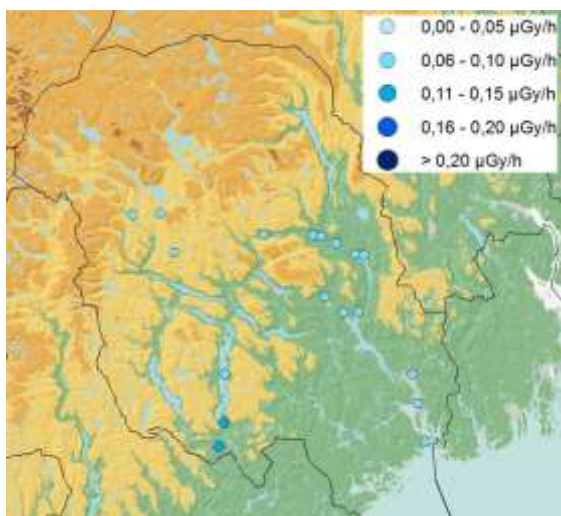 0,00 - 0,05 µGy/h
0,06 - 0,10 µGy/h
0,11 - 0,15 µGy/h
0,16 - 0,20 µGy/h
> 0,20 µGy/h